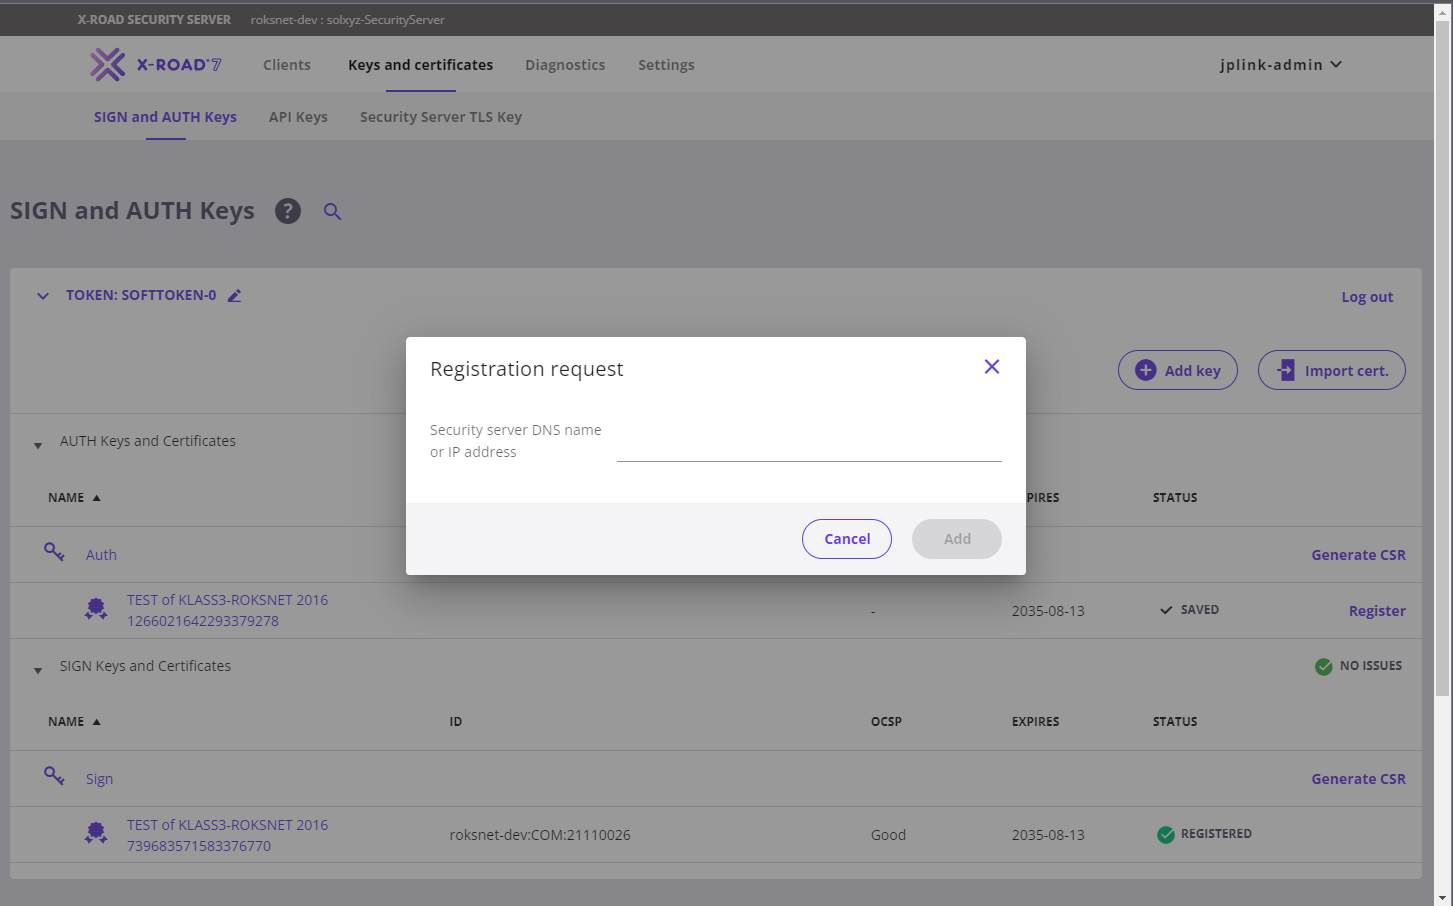 X-ROAD SECURITY SERVER roksnet-dev : solxyz-SecurityServer
X-ROAD® 7 Clients Keys and certificates Diagnostics Settings jplink-admin
SIGN and AUTH Keys API Keys Security Server TLS Key
SIGN and AUTH Keys ?
TOKEN: SOFTTOKEN-0 Log out
Add key Import cert.
Registration request
Security server DNS name
or IP address
Cancel Add
AUTH Keys and Certificates
NAME PIRES STATUS
Auth Generate CSR
TEST of KLASS3-ROKSNET 2016
1266021642293379278 - 2035-08-13 SAVED Register
SIGN Keys and Certificates NO ISSUES
NAME ID OCSP EXPIRES STATUS
Sign Generate CSR
TEST of KLASS3-ROKSNET 2016
739683571583376770 roksnet-dev:COM:21110026 Good 2035-08-13 REGISTERED